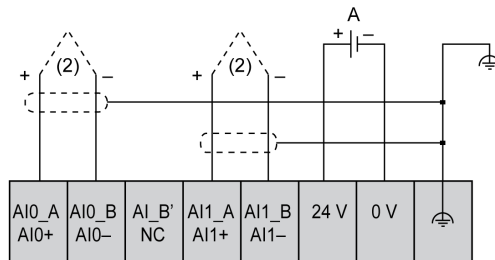 A
+ –
(2) (2)
+ – + –
AI0_A AI0_B AI_B' AI1_A AI1_B 24 V 0 V
AI0+ AI0– NC AI1+ AI1–